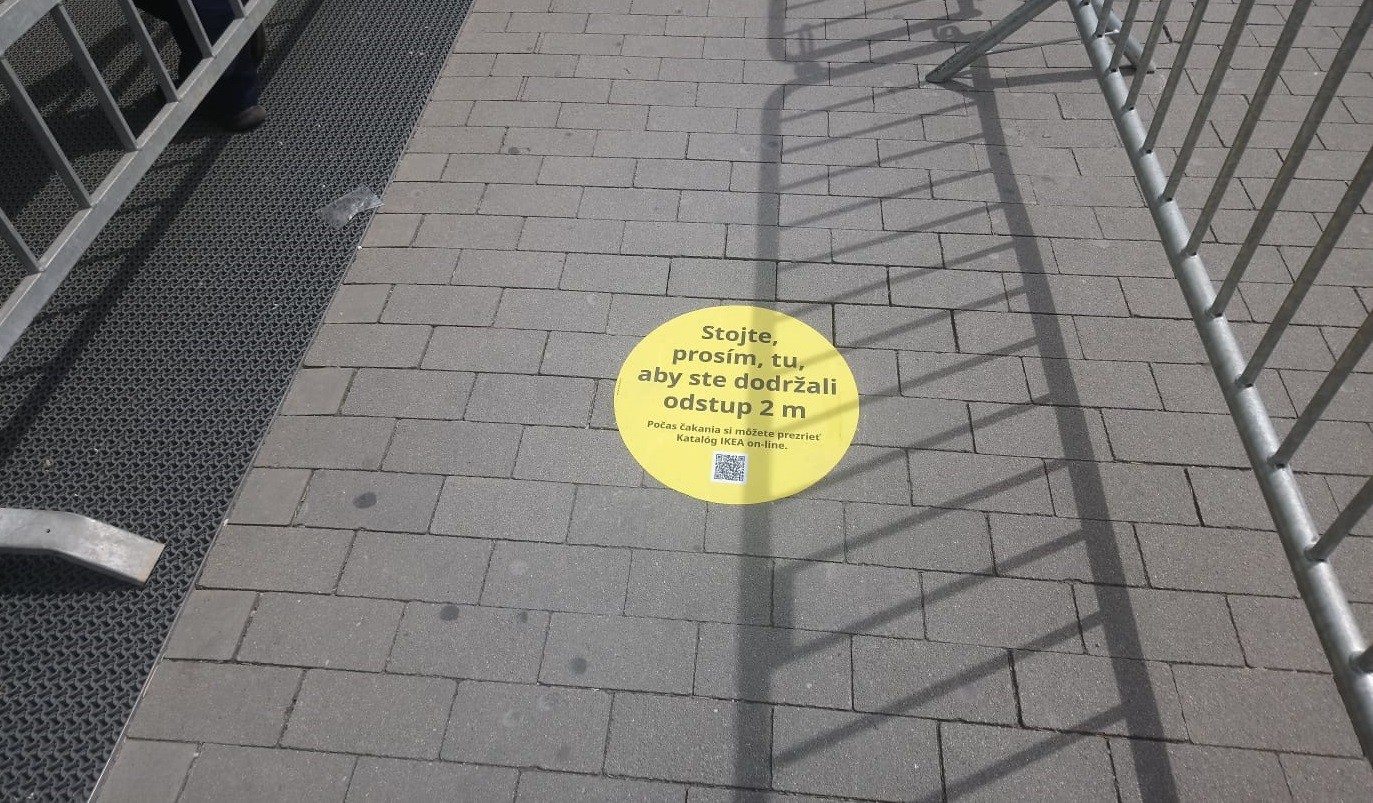 Stojte,
prosím, tu,
aby ste dodržali
odstup 2 m
Počas čakania si môžete prezrieť
Katalóg IKEA on-line.